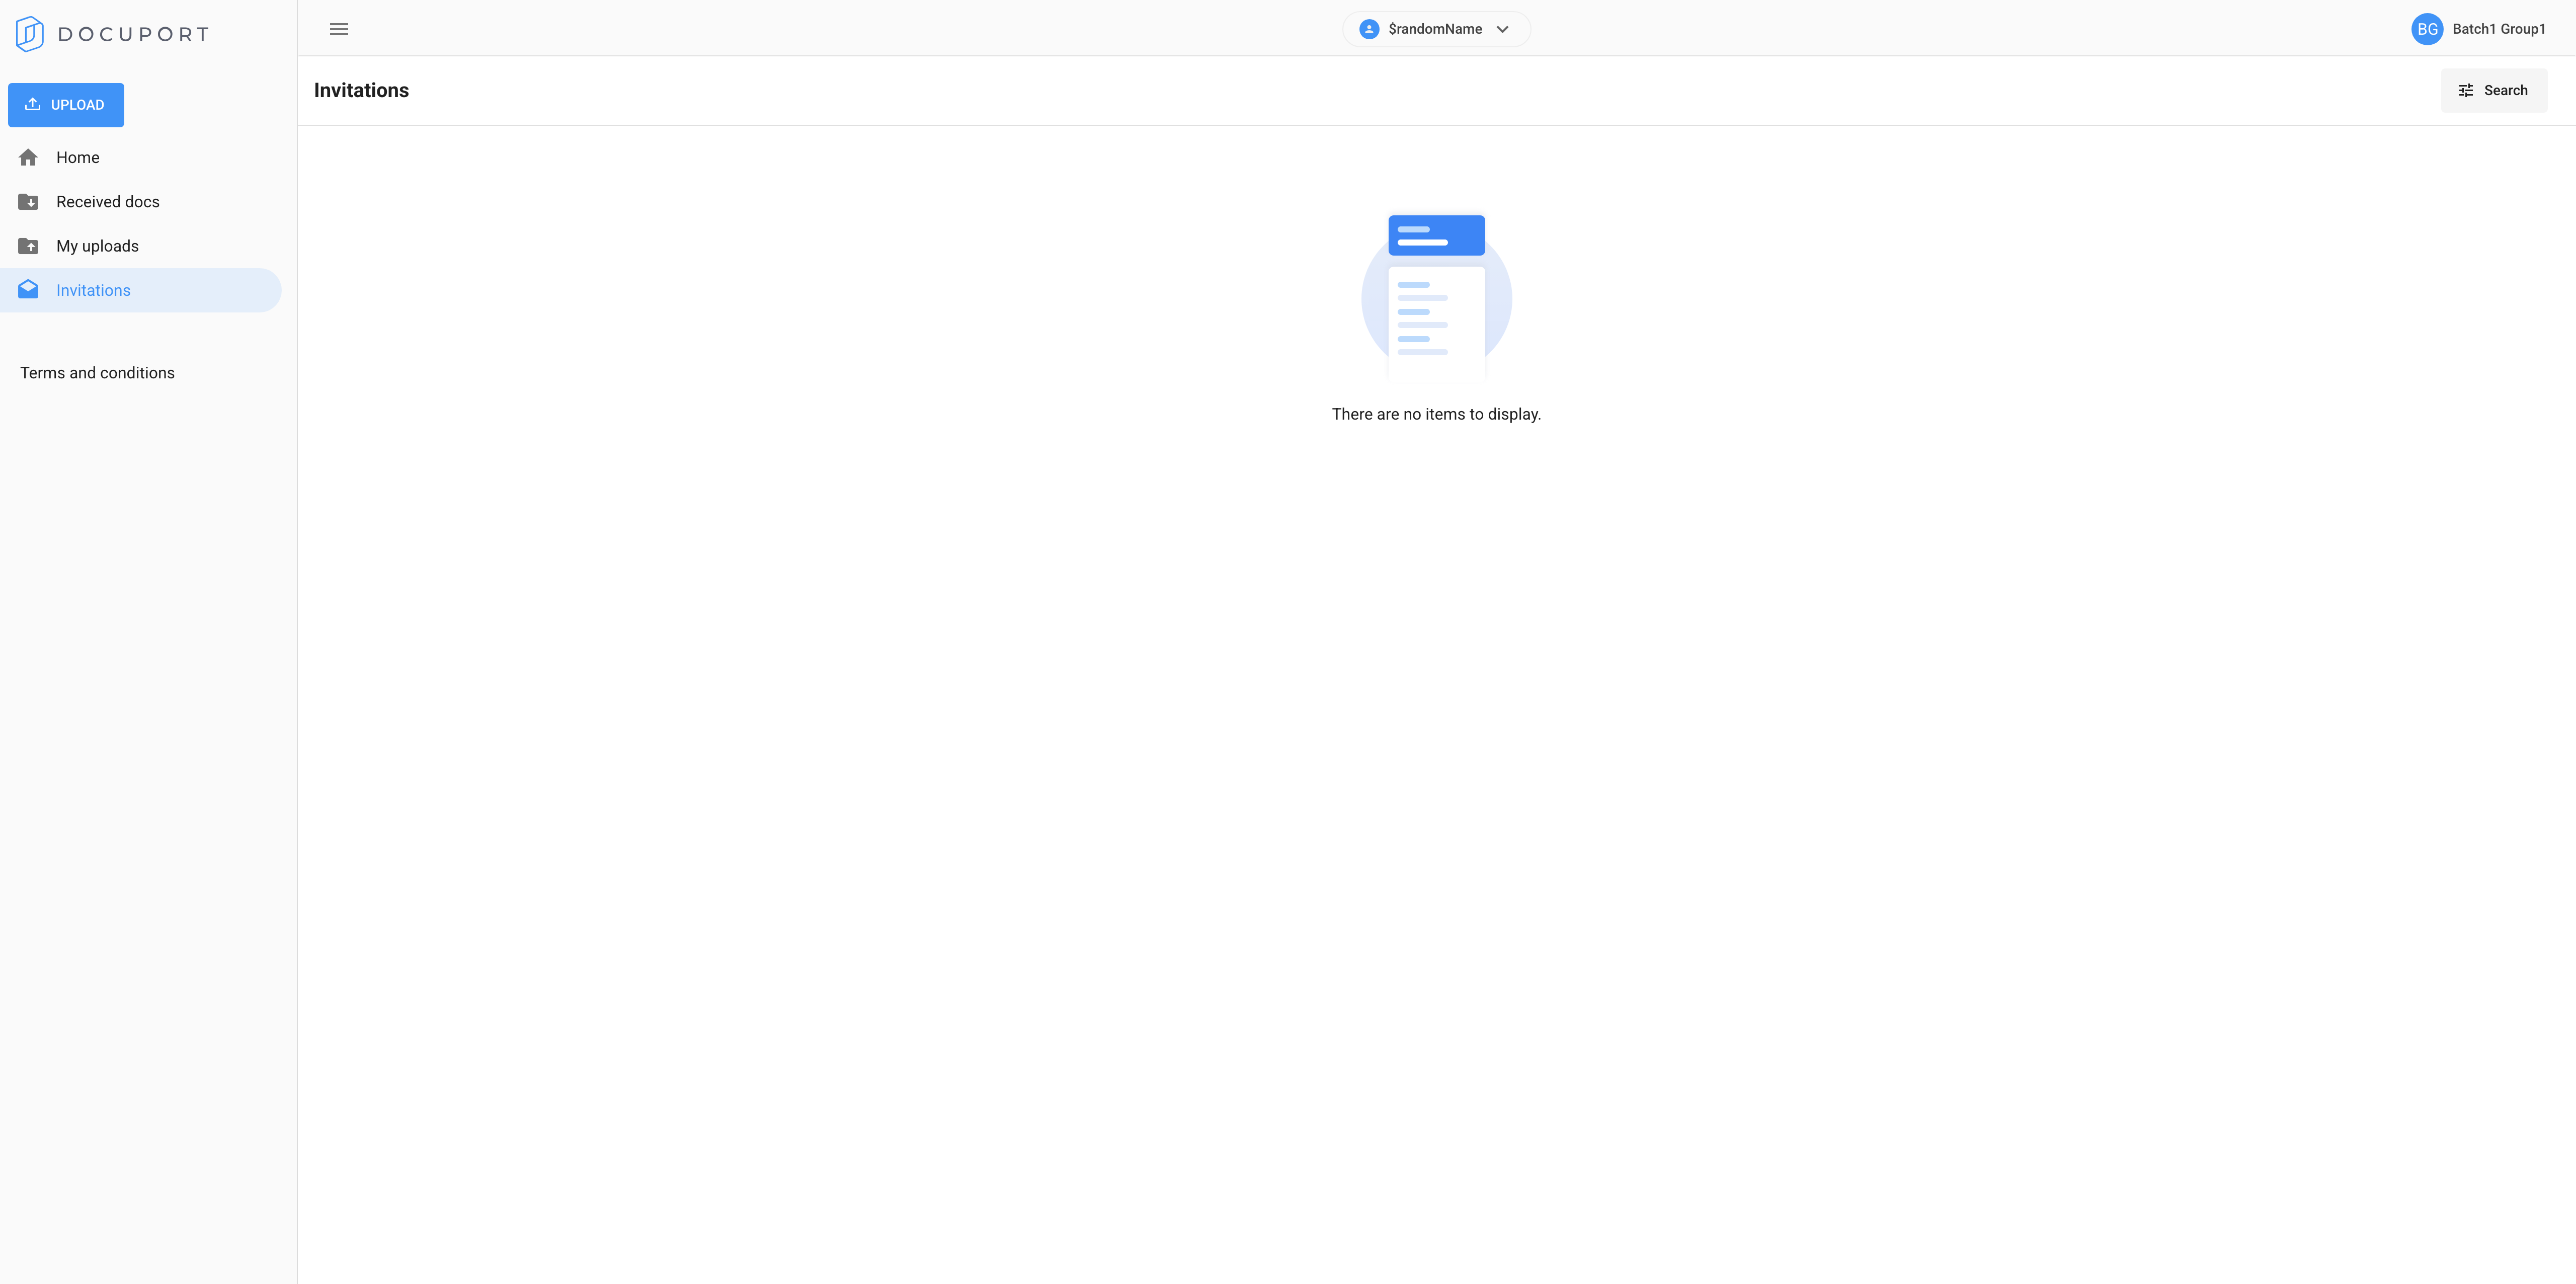 DOCUPORT
$randomName
BG Batch1 Group1
UPLOAD
Home
Received docs
My uploads
Invitations
Terms and conditions
Invitations
Search
There are no items to display.